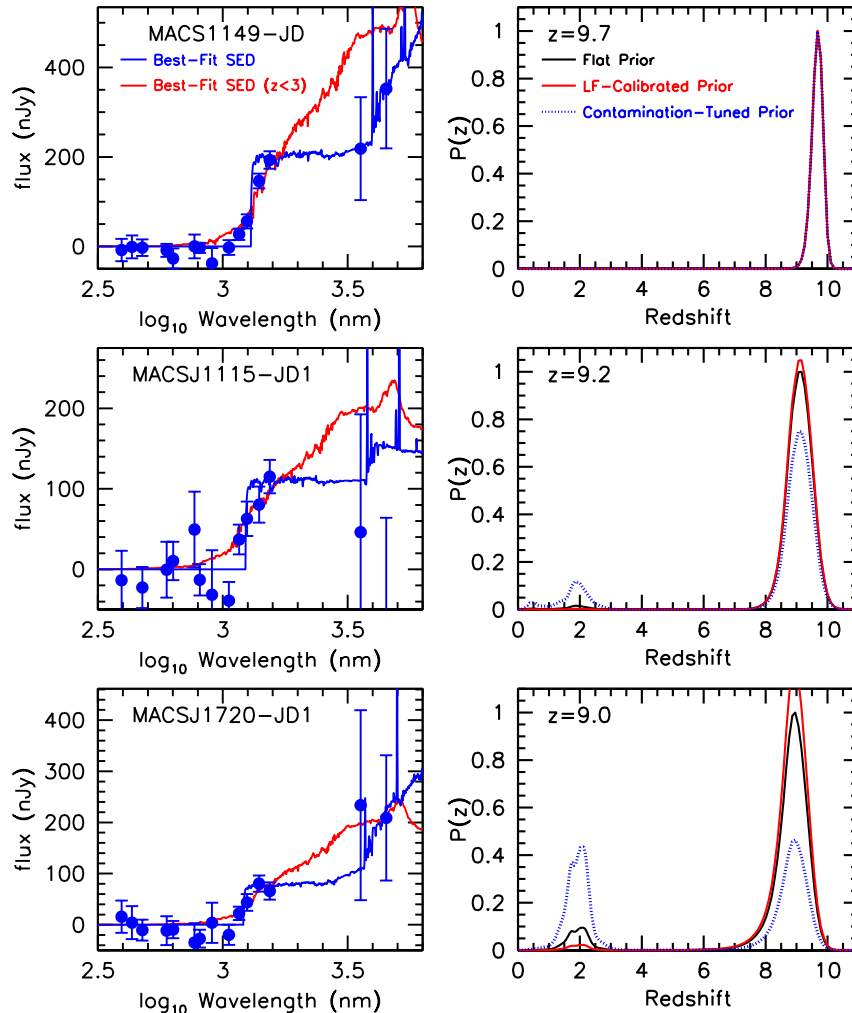 MACS1149-JD
Best-Fit SED
Best-Fit SED (z<3)
400
200
0
flux (nJy)
2.5 3 3.5
log10 Wavelength (nm)
z=9.7
Flat Prior
LF-Calibrated Prior
Contamination-Tuned Prior
1
0.8
0.6
0.4
0.2
0
P(z)
0 2 4 6 8 10
Redshift
MACSJ1115-JD1
200
100
0
flux (nJy)
2.5 3 3.5
log10 Wavelength (nm)
z=9.2
1
0.8
0.6
0.4
0.2
0
P(z)
0 2 4 6 8 10
Redshift
MACSJ1720-JD1
400
300
200
100
0
flux (nJy)
2.5 3 3.5
log10 Wavelength (nm)
z=9.0
1
0.8
0.6
0.4
0.2
0
P(z)
0 2 4 6 8 10
Redshift